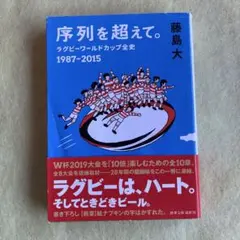 序列を超えて。
ラグビーワールドカップ全史
1987-2015
藤島 大
W杯2019大会を「10倍」楽しむための全10章。
ラグビーは、ハート。
そしてときどきビール。